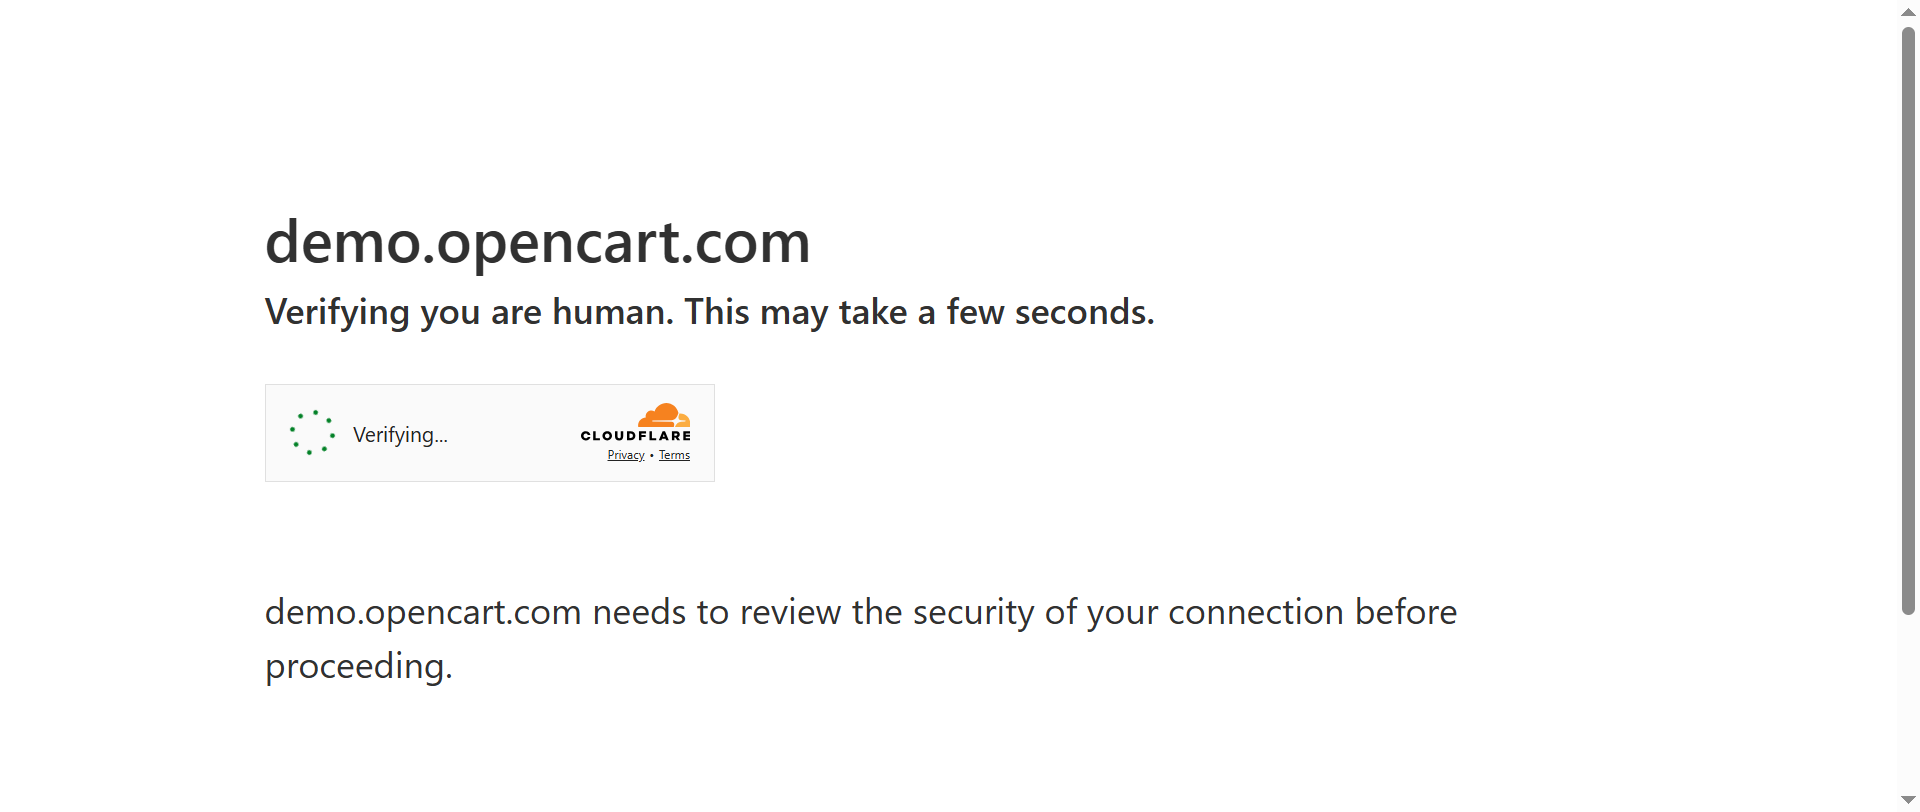 demo.opencart.com
Verifying you are human. This may take a few seconds.
Verifying...
CLOUDFLARE
Privacy • Terms
demo.opencart.com needs to review the security of your connection before
proceeding.